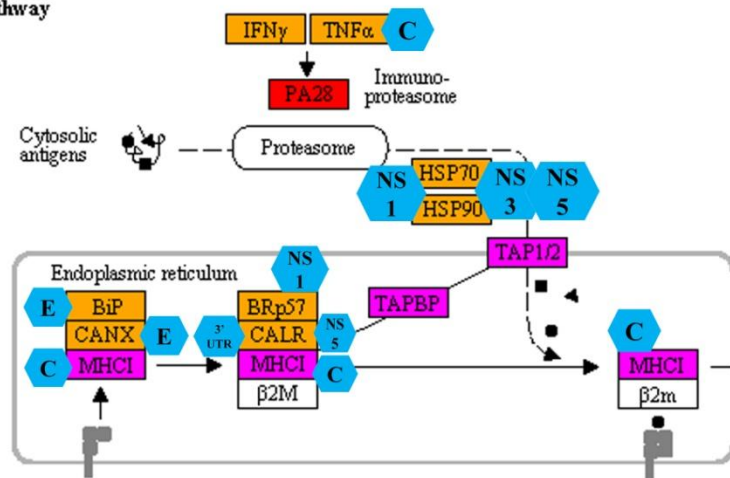 thway
IFNγ TNFα C
PA28 Immuno-
proteasome
Cytosolic
antigens
Proteasome
NS
1
HSP70
HSP90
NS
3
NS
5
TAP1/2
Endoplasmic reticulum
NS
1
TAPBP
E BiP
CANX E
C MHCI
BRp57
3'
UTR
CALR
NS
5
MHCI C
β2M
C
MHCI
β2m